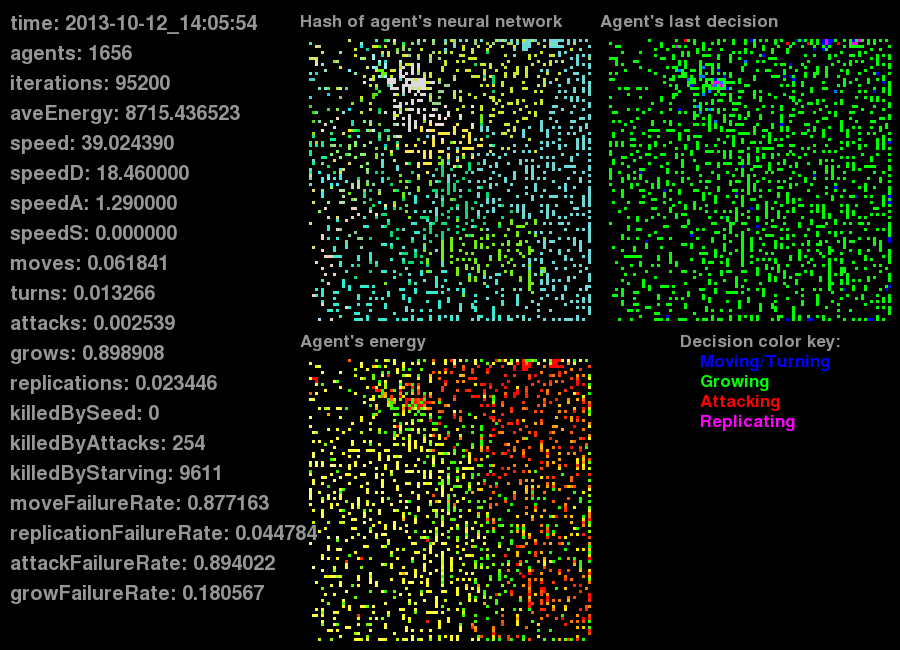 time: 2013-10-12_14:05:54
agents: 1656
iterations: 95200
aveEnergy: 8715.436523
speed: 39.024390
speedD: 18.460000
speedA: 1.290000
speedS: 0.000000
moves: 0.061841
turns: 0.013266
attacks: 0.002539
grows: 0.898908
replications: 0.023446
killedBySeed: 0
killedByAttacks: 254
killedByStarving: 9611
moveFailureRate: 0.877163
replicationFailureRate: 0.044784
attackFailureRate: 0.894022
growFailureRate: 0.180567
Hash of agent's neural network
Agent's last decision
Agent's energy
Decision color key:
Moving/Turning
Growing
Attacking
Replicating